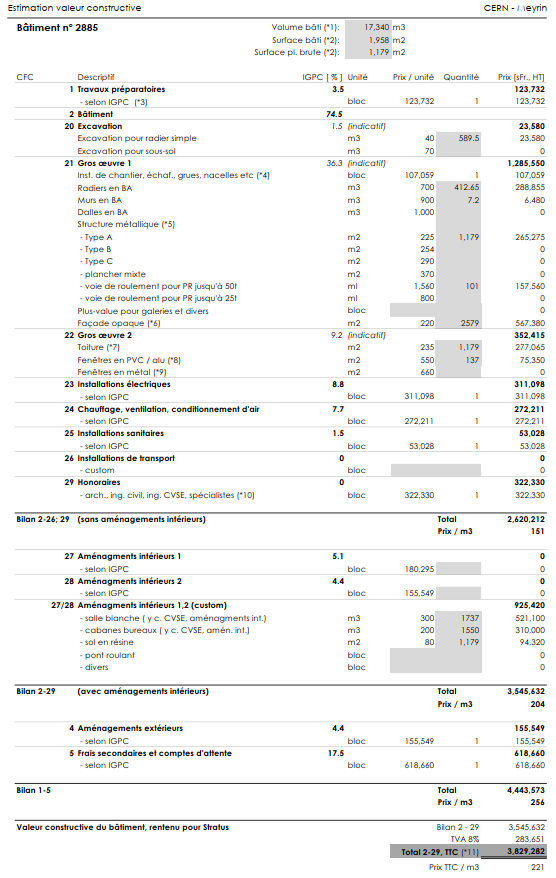 Estimation valeur constructive CERN - Meyrin
Bâtiment n° 2885 Volume bâti (*1): 17,340 m3
Surface bâti (*2): 1,958 m2
Surface pl. brute (*2): 1,179 m2
CFC Descriptif IGPC [ % ] Unité Prix / unité Quantité Prix [sFr., HT]
1 Travaux préparatoires 3.5 123,732
- selon IGPC (*3) bloc 123,732 1 123,732
2 Bâtiment 74.5
20 Excavation 1.5 (indicatif) 23,580
Excavation pour radier simple m3 40 589.5 23,580
Excavation pour sous-sol m3 70 0
21 Gros œuvre 1 36.3 (indicatif) 1,285,550
Inst. de chantier, échaf., grues, nacelles etc (*4) bloc 107,059 1 107,059
Radiers en BA m3 700 412.65 288,855
Murs en BA m3 900 7.2 6,480
Dalles en BA m3 1,000 0
Structure métallique (*5)
- Type A m2 225 1,179 265,275
- Type B m2 254 0
- Type C m2 290 0
- plancher mixte m2 370 0
- voie de roulement pour PR jusqu'à 50t ml 1,560 101 157,560
- voie de roulement pour PR jusqu'à 25t ml 800 0
Plus-value pour galeries et divers bloc 0
Façade opaque (*6) m2 220 2579 567,380
22 Gros œuvre 2 9.2 (indicatif) 352,415
Toiture (*7) m2 235 1,179 277,065
Fenêtres en PVC / alu (*8) m2 550 137 75,350
Fenêtres en métal (*9) m2 660 0
23 Installations électriques 8.8 311,098
- selon IGPC bloc 311,098 1 311,098
24 Chauffage, ventilation, conditionnement d'air 7.7 272,211
- selon IGPC bloc 272,211 1 272,211
25 Installations sanitaires 1.5 53,028
- selon IGPC bloc 53,028 1 53,028
26 Installations de transport 0 0
- custom bloc 0
29 Honoraires 0 322,330
- arch., ing. civil, ing. CVSE, spécialistes (*10) bloc 322,330 1 322,330
Bilan 2-26; 29 (sans aménagements intérieurs) Total 2,620,212
Prix / m3 151
27 Aménagments intérieurs 1 5.1 0
- selon IGPC bloc 180,295 0
28 Aménagments intérieurs 2 4.4 0
- selon IGPC bloc 155,549 0
27/28 Aménagments intérieurs 1,2 (custom) 925,420
- salle blanche ( y c. CVSE, aménagments int.) m3 300 1737 521,100
- cabanes bureaux ( y c. CVSE, amén. int.) m3 200 1550 310,000
- sol en résine m2 80 1,179 94,320
- pont roulant bloc 0
- divers bloc 0
Bilan 2-29 (avec aménagements intérieurs) Total 3,545,632
Prix / m3 204
4 Aménagements extérieurs 4.4 155,549
- selon IGPC bloc 155,549 1 155,549
5 Frais secondaires et comptes d'attente 17.5 618,660
- selon IGPC bloc 618,660 1 618,660
Bilan 1-5 Total 4,443,573
Prix / m3 256
Valeur constructive du bâtiment, rentenu pour Stratus Bilan 2 - 29 3,545,632
TVA 8% 283,651
Total 2-29, TTC (*11) 3,829,282
Prix TTC / m3 221